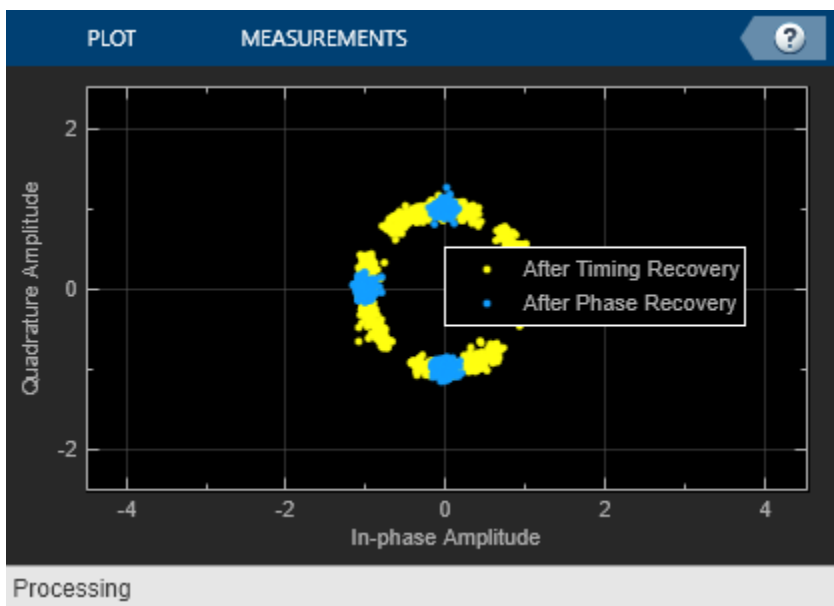 PLOT MEASUREMENTS ?
2
0
-2
Quadrature Amplitude
After Timing Recovery
After Phase Recovery
-4 -2 0 2 4
In-phase Amplitude
Processing